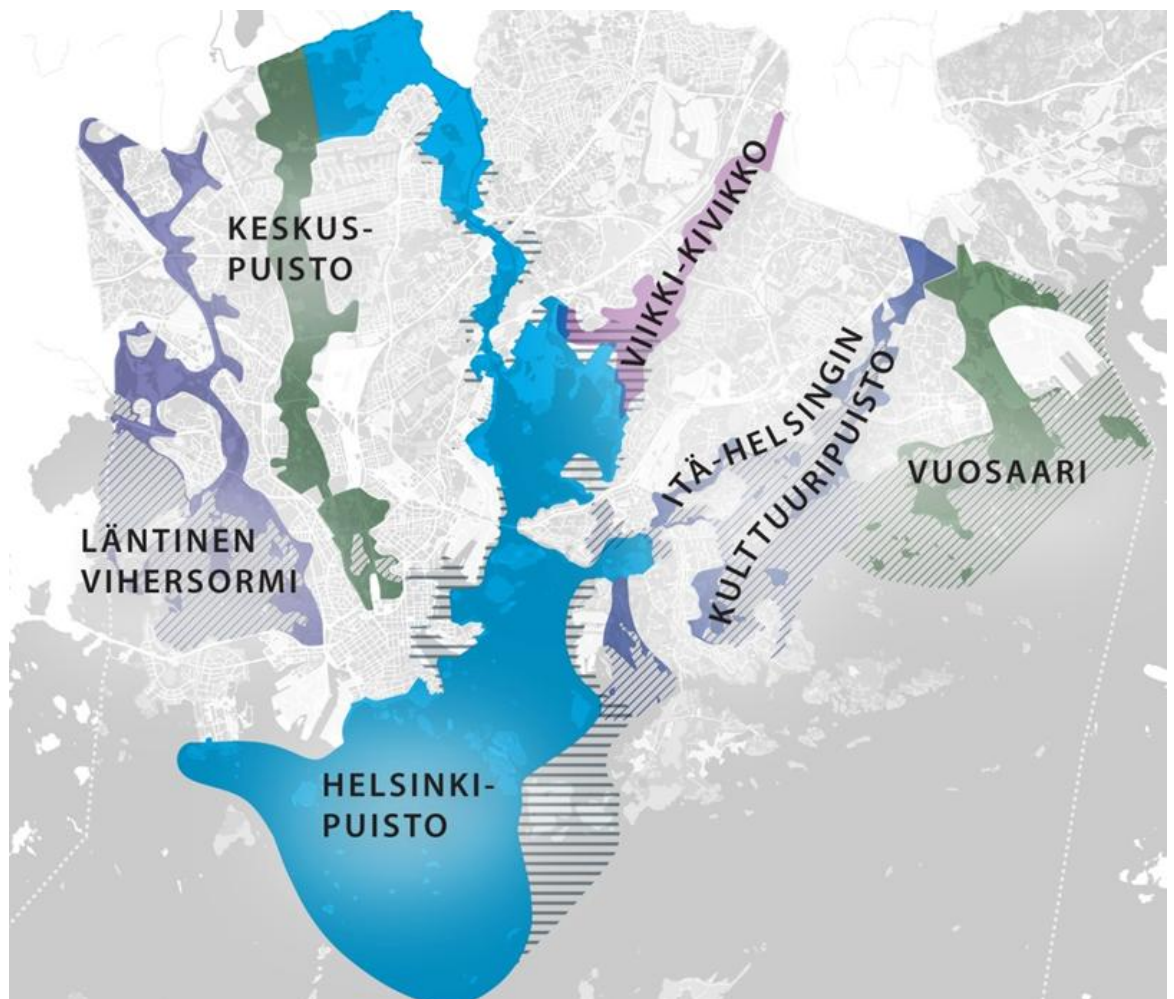 KESKUS-
PUISTO
VIIKKI-KIVIKKO
ITÄ-HELSINGIN
KULTTUURIPUISTO
VUOSAARI
LÄNTINEN
VIHERSORMI
HELSINKI-
PUISTO